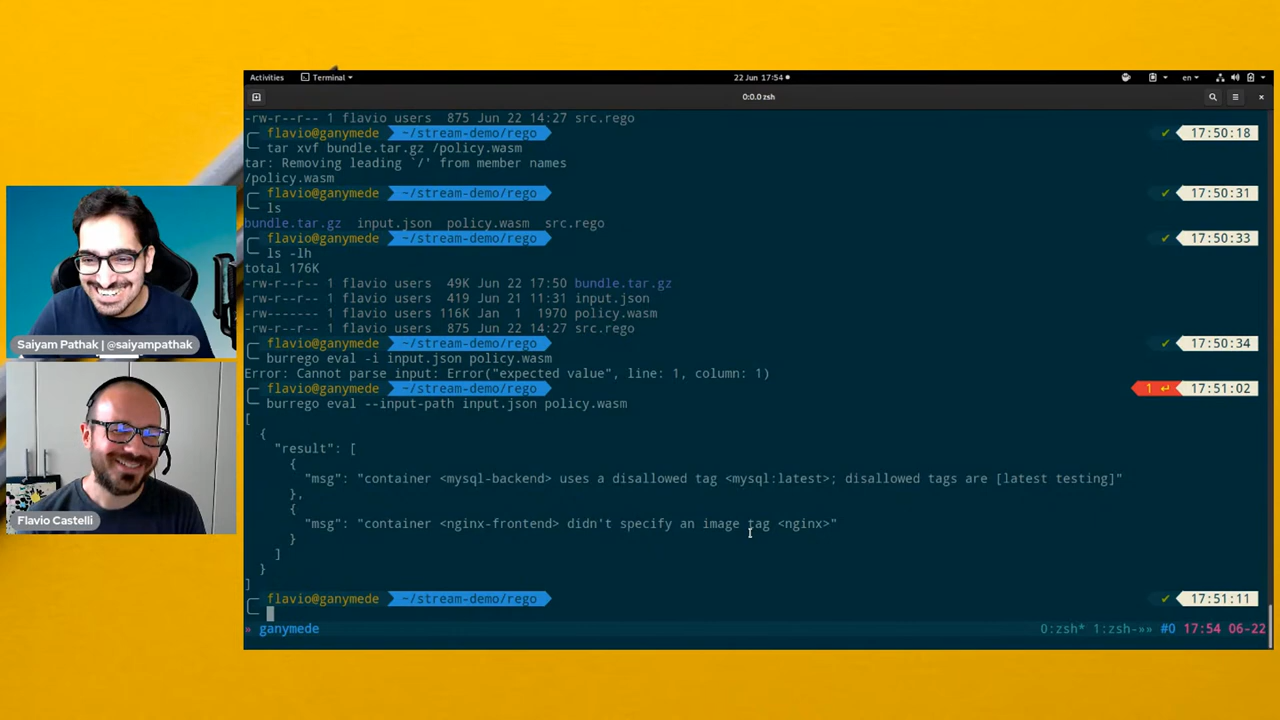 Activities Terminal 22 Jun 17:54 en
0:0.0 zsh
-rw-r--r-- 1 flavio users 875 Jun 22 14:27 src.rego
flavio@ganymede ~/stream-demo/rego ✔ 17:50:18
tar xvf bundle.tar.gz /policy.wasm
tar: Removing leading `/' from member names
/policy.wasm
flavio@ganymede ~/stream-demo/rego ✔ 17:50:31
ls
bundle.tar.gz input.json policy.wasm src.rego
flavio@ganymede ~/stream-demo/rego ✔ 17:50:33
ls -lh
total 176K
-rw-r--r-- 1 flavio users 49K Jun 22 17:50 bundle.tar.gz
-rw-r--r-- 1 flavio users 419 Jun 21 11:31 input.json
-rw------- 1 flavio users 116K Jan 1 1970 policy.wasm
-rw-r--r-- 1 flavio users 875 Jun 22 14:27 src.rego
flavio@ganymede ~/stream-demo/rego ✔ 17:50:34
burrego eval -i input.json policy.wasm
Error: Cannot parse input: Error("expected value", line: 1, column: 1)
flavio@ganymede ~/stream-demo/rego 1 ↵ 17:51:02
burrego eval --input-path input.json policy.wasm
[
{
"result": [
{
"msg": "container <mysql-backend> uses a disallowed tag <mysql:latest>; disallowed tags are [latest testing]"
},
{
"msg": "container <nginx-frontend> didn't specify an image tag <nginx>"
}
]
}
]
flavio@ganymede ~/stream-demo/rego ✔ 17:51:11
» ganymede 0:zsh* 1:zsh-»» #0 17:54 06-22
Saiyam Pathak | @saiyampathak
Flavio Castelli